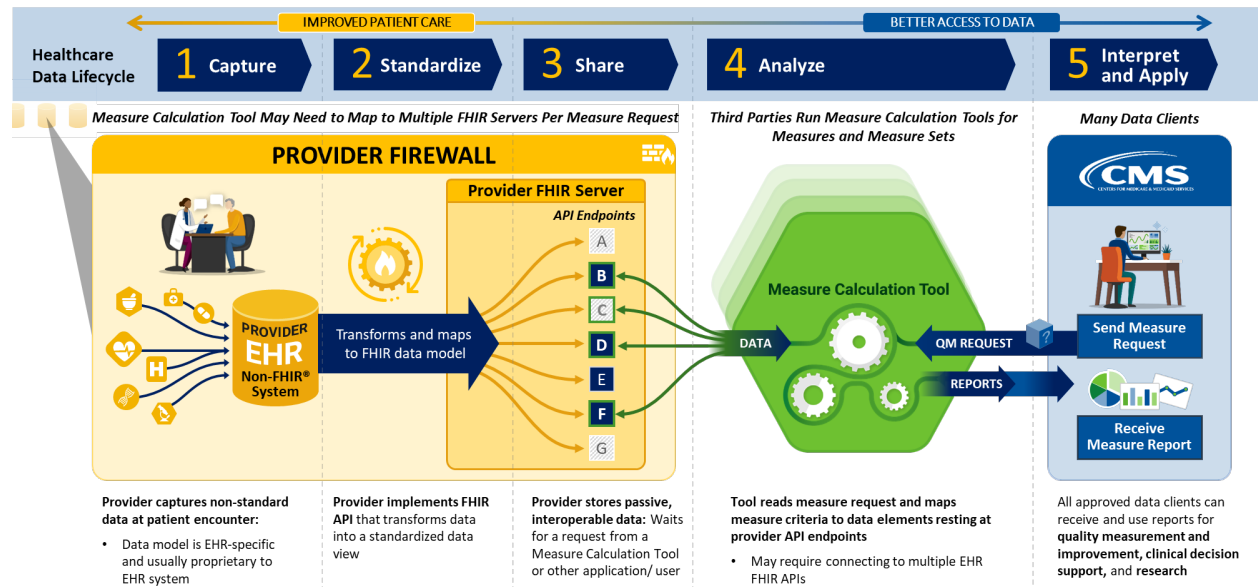 IMPROVED PATIENT CARE
BETTER ACCESS TO DATA
Healthcare
Data Lifecycle
1 Capture
2 Standardize
3 Share
4 Analyze
5 Interpret
and Apply
Measure Calculation Tool May Need to Map to Multiple FHIR Servers Per Measure Request
Third Parties Run Measure Calculation Tools for
Measures and Measure Sets
Many Data Clients
PROVIDER FIREWALL
Provider FHIR Server
API Endpoints
A
B
C
D
E
F
G
H
PROVIDER
EHR
Non-FHIR®
System
Transforms and maps
to FHIR data model
DATA
Measure Calculation Tool
QM REQUEST
REPORTS
CMS
CENTERS FOR MEDICARE & MEDICAID SERVICES
?
Send Measure
Request
Receive
Measure Report
Provider captures non-standard
data at patient encounter:
• Data model is EHR-specific
and usually proprietary to
EHR system
Provider implements FHIR
API that transforms data
into a standardized data
view
Provider stores passive,
interoperable data: Waits
for a request from a
Measure Calculation Tool
or other application/ user
Tool reads measure request and maps
measure criteria to data elements resting at
provider API endpoints
• May require connecting to multiple EHR
FHIR APIs
All approved data clients can
receive and use reports for
quality measurement and
improvement, clinical decision
support, and research